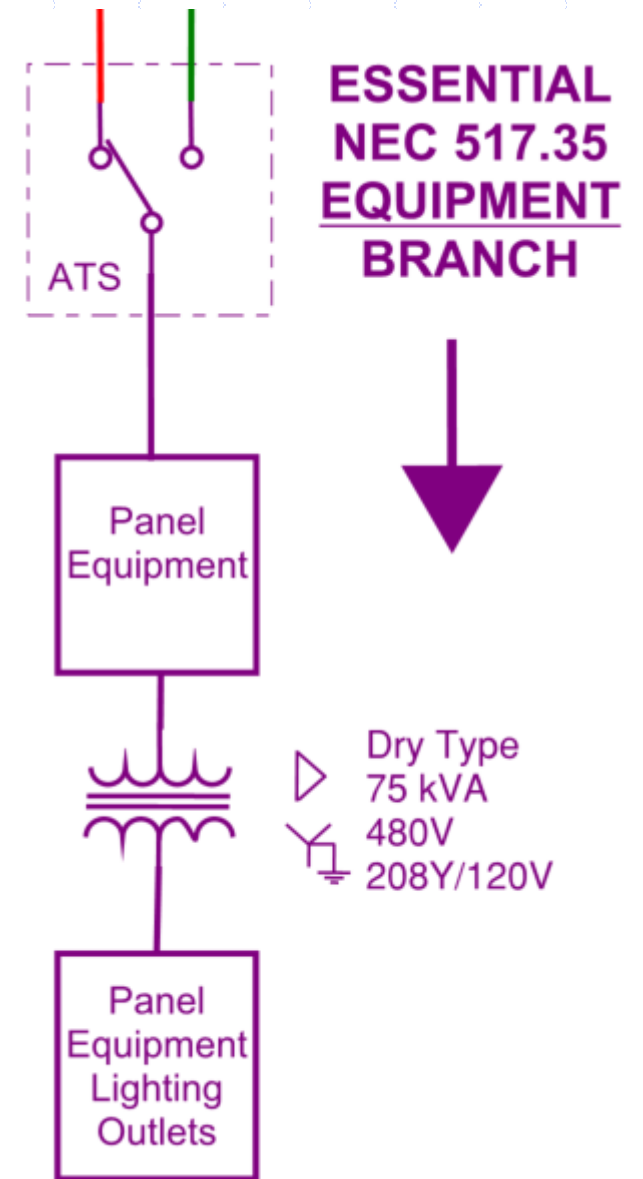 ESSENTIAL
NEC 517.35
EQUIPMENT
BRANCH
ATS
Panel
Equipment
Dry Type
75 kVA
480V
208Y/120V
Panel
Equipment
Lighting
Outlets